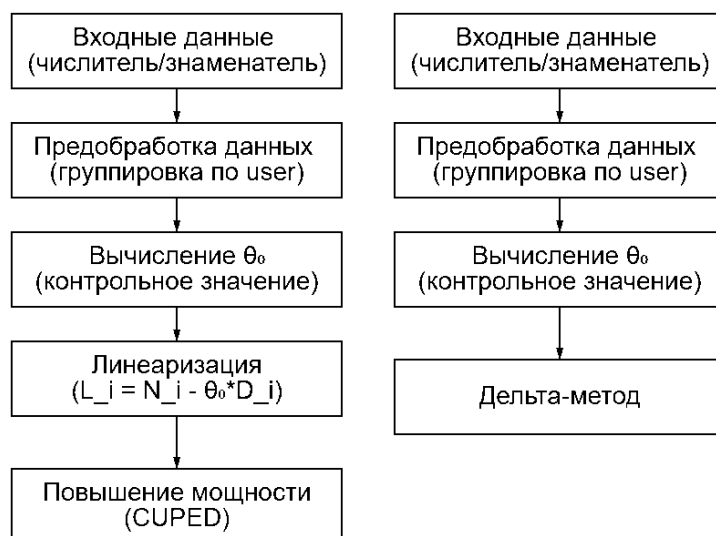 Входные данные
(числитель/знаменатель)
Предобработка данных
(группировка по user)
Вычисление θ₀
(контрольное значение)
Линеаризация
(L_i = N_i - θ₀*D_i)
Повышение мощности
(CUPED)
Входные данные
(числитель/знаменатель)
Предобработка данных
(группировка по user)
Вычисление θ₀
(контрольное значение)
Дельта-метод